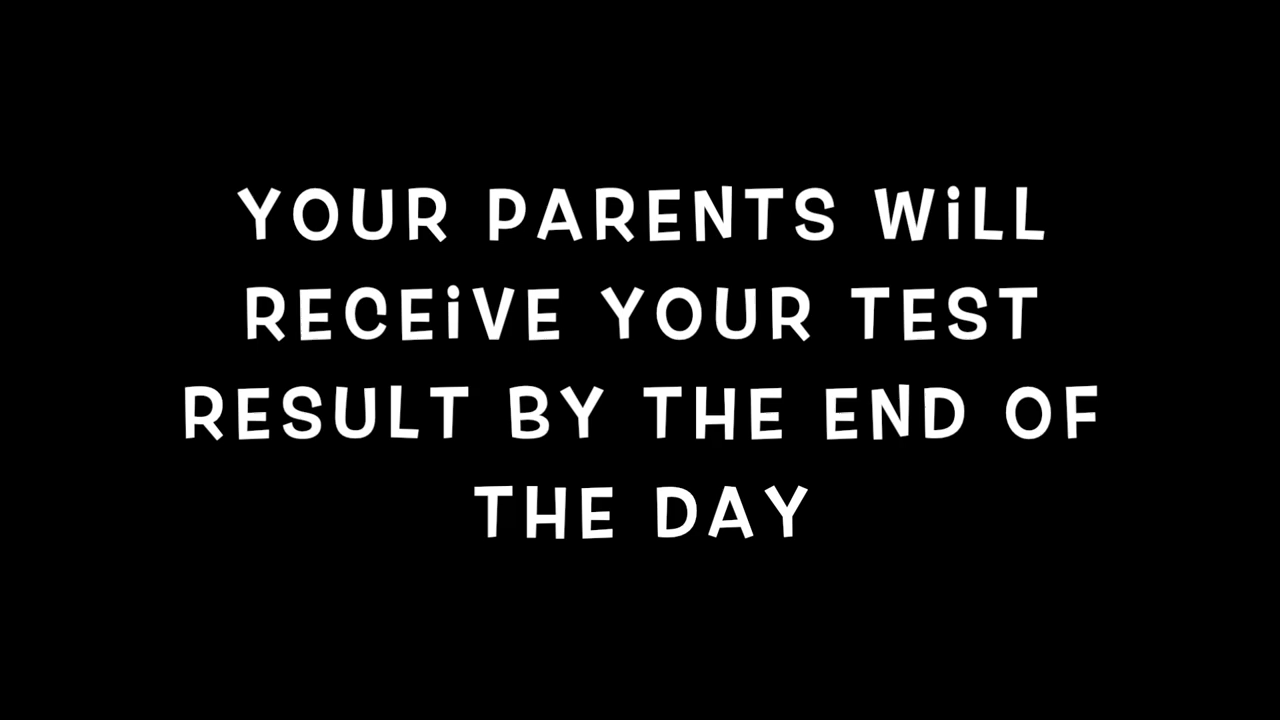 YOUR PARENTS WiLL
RECEiVE YOUR TEST
RESULT BY THE END OF
THE DAY